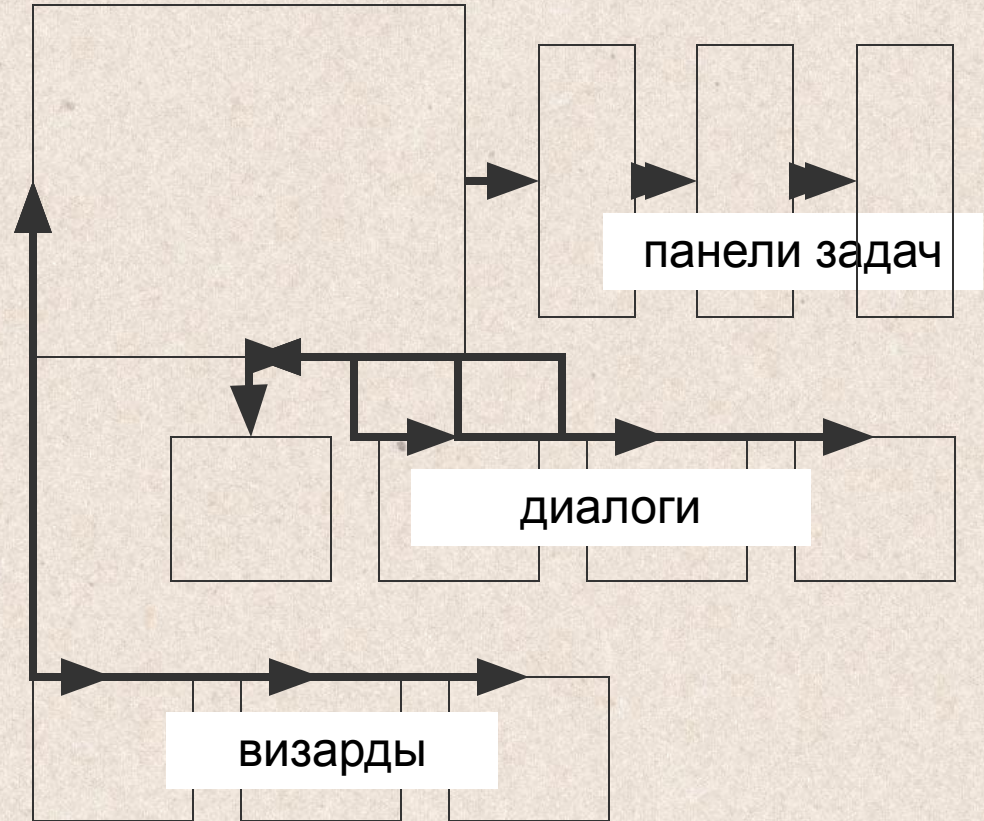 панели задач
диалоги
визарды